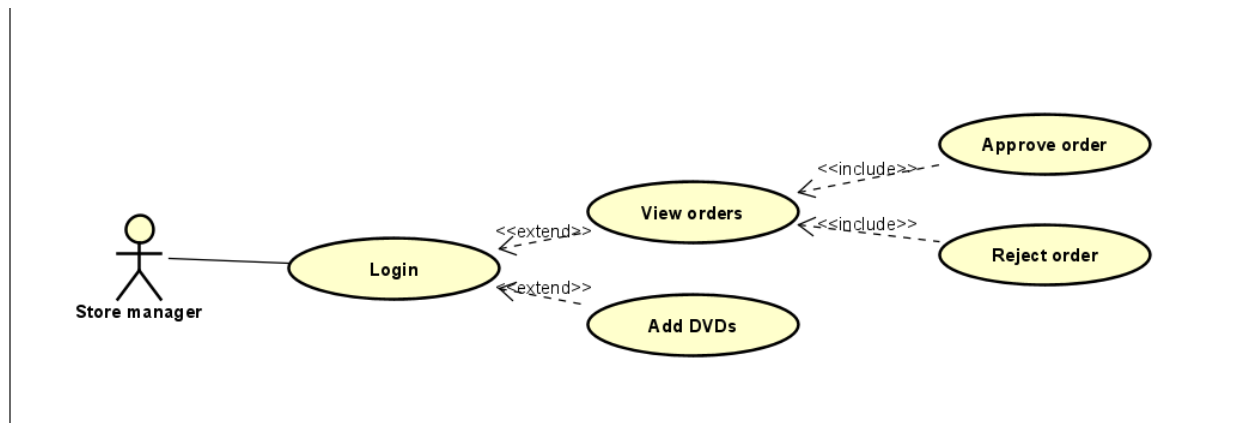 Approve order
<<include>>
View orders
<<include>>
Reject order
<<extend>>
Login
<<extend>>
Store manager
Add DVDs